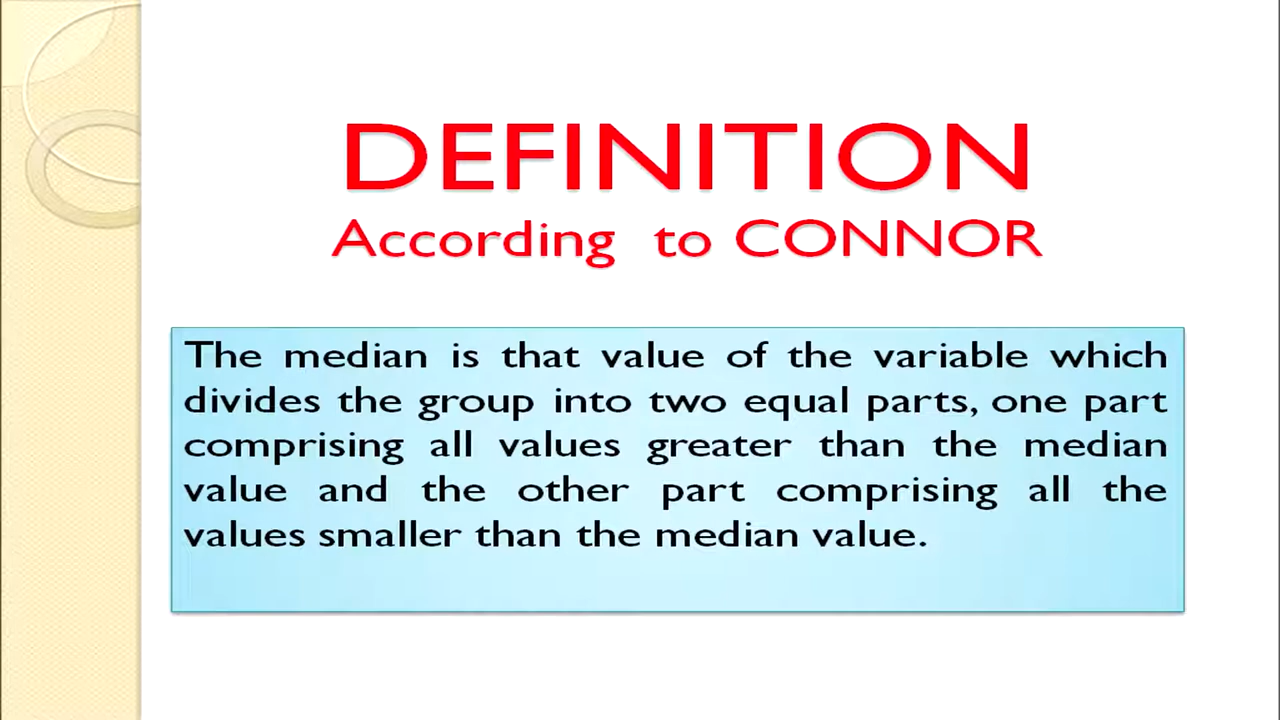 DEFINITION
According to CONNOR
The median is that value of the variable which
divides the group into two equal parts, one part
comprising all values greater than the median
value and the other part comprising all the
values smaller than the median value.